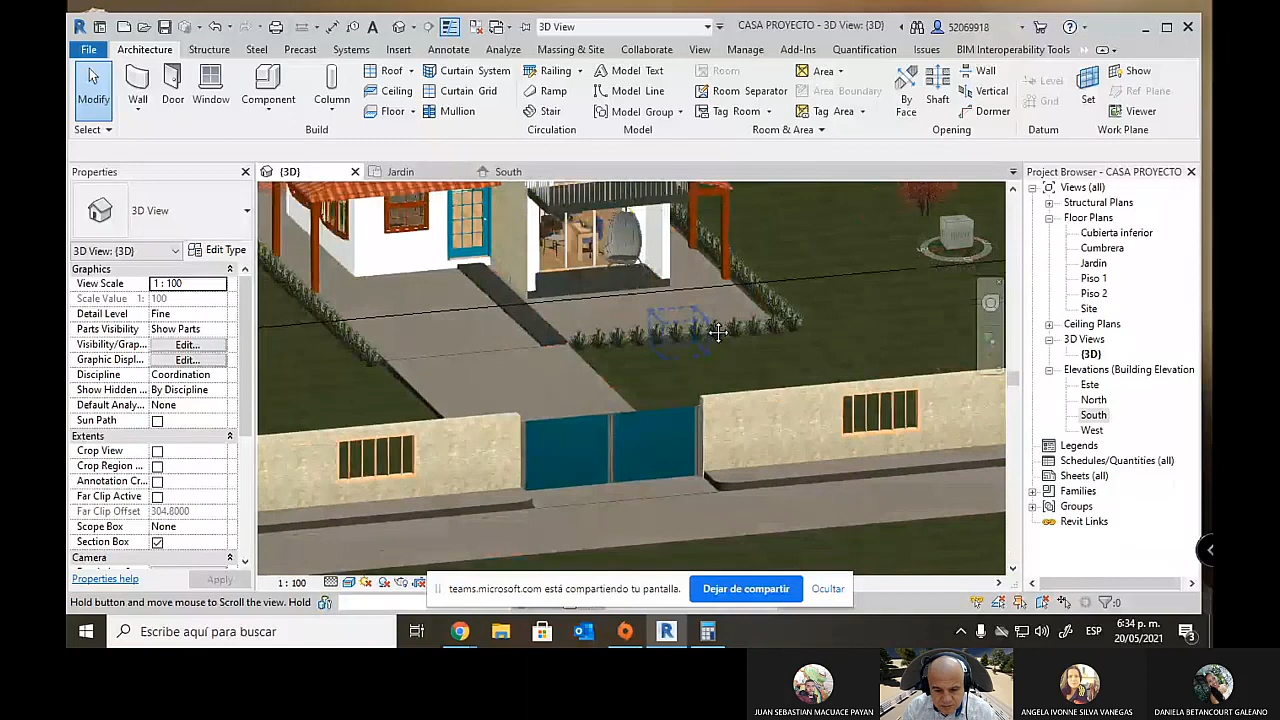 3D View
CASA PROYECTO - 3D View: {3D}
52069918
File Architecture Structure Steel Precast Systems Insert Annotate Analyze Massing & Site Collaborate View Manage Add-Ins Quantification Issues BIM Interoperability Tools
Modify
Wall
Door
Window
Component
Column
Roof
Ceiling
Floor
Curtain System
Curtain Grid
Mullion
Railing
Ramp
Stair
Model Text
Model Line
Model Group
Room
Room Separator
Tag Room
Area
Area Boundary
Tag Area
By Face
Shaft
Wall
Vertical
Dormer
Level
Grid
Set
Show
Ref Plane
Viewer
Select Build Circulation Model Room & Area Opening Datum Work Plane
Properties
{3D} Jardin South
Project Browser - CASA PROYECTO
3D View
3D View: {3D} Edit Type
Graphics
View Scale 1 : 100
Scale Value 1: 100
Detail Level Fine
Parts Visibility Show Parts
Visibility/Grap... Edit...
Graphic Displ... Edit...
Discipline Coordination
Show Hidden ... By Discipline
Default Analy... None
Sun Path
Extents
Crop View
Crop Region ...
Annotation Cr...
Far Clip Active
Far Clip Offset 304.8000
Scope Box None
Section Box
Camera
Properties help Apply
Views (all)
Structural Plans
Floor Plans
Cubierta inferior
Cumbrera
Jardin
Piso 1
Piso 2
Site
Ceiling Plans
3D Views
{3D}
Elevations (Building Elevation
Este
North
South
West
Legends
Schedules/Quantities (all)
Sheets (all)
Families
Groups
Revit Links
1 : 100
teams.microsoft.com está compartiendo tu pantalla. Dejar de compartir Ocultar
Hold button and move mouse to Scroll the view. Hold
:0
Escribe aquí para buscar
ESP
6:34 p. m.
20/05/2021
3
JUAN SEBASTIAN MACUACE PAYAN
ANGELA IVONNE SILVA VANEGAS
DANIELA BETANCOURT GALEANO